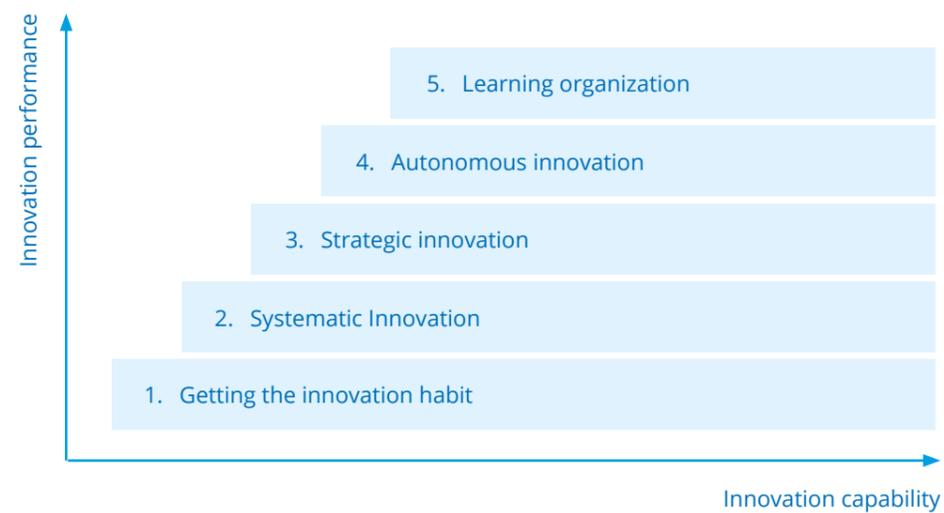 Innovation performance
5. Learning organization
4. Autonomous innovation
3. Strategic innovation
2. Systematic Innovation
1. Getting the innovation habit
Innovation capability